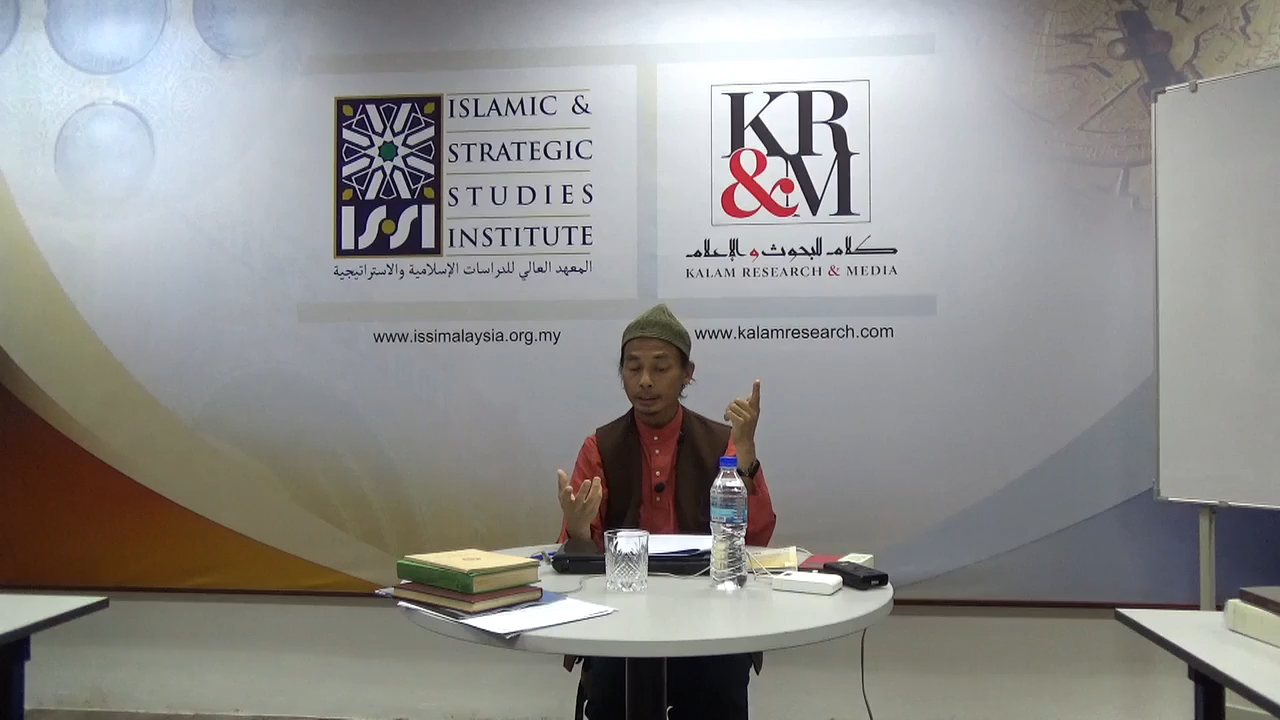 ISLAMIC &
STRATEGIC
STUDIES
INSTITUTE
ISSI
المعهد العالي للدراسات الإسلامية والاستراتيجية
www.issimalaysia.org.my
KR
&M
كلام للبحوث والإعلام
KALAM RESEARCH & MEDIA
www.kalamresearch.com